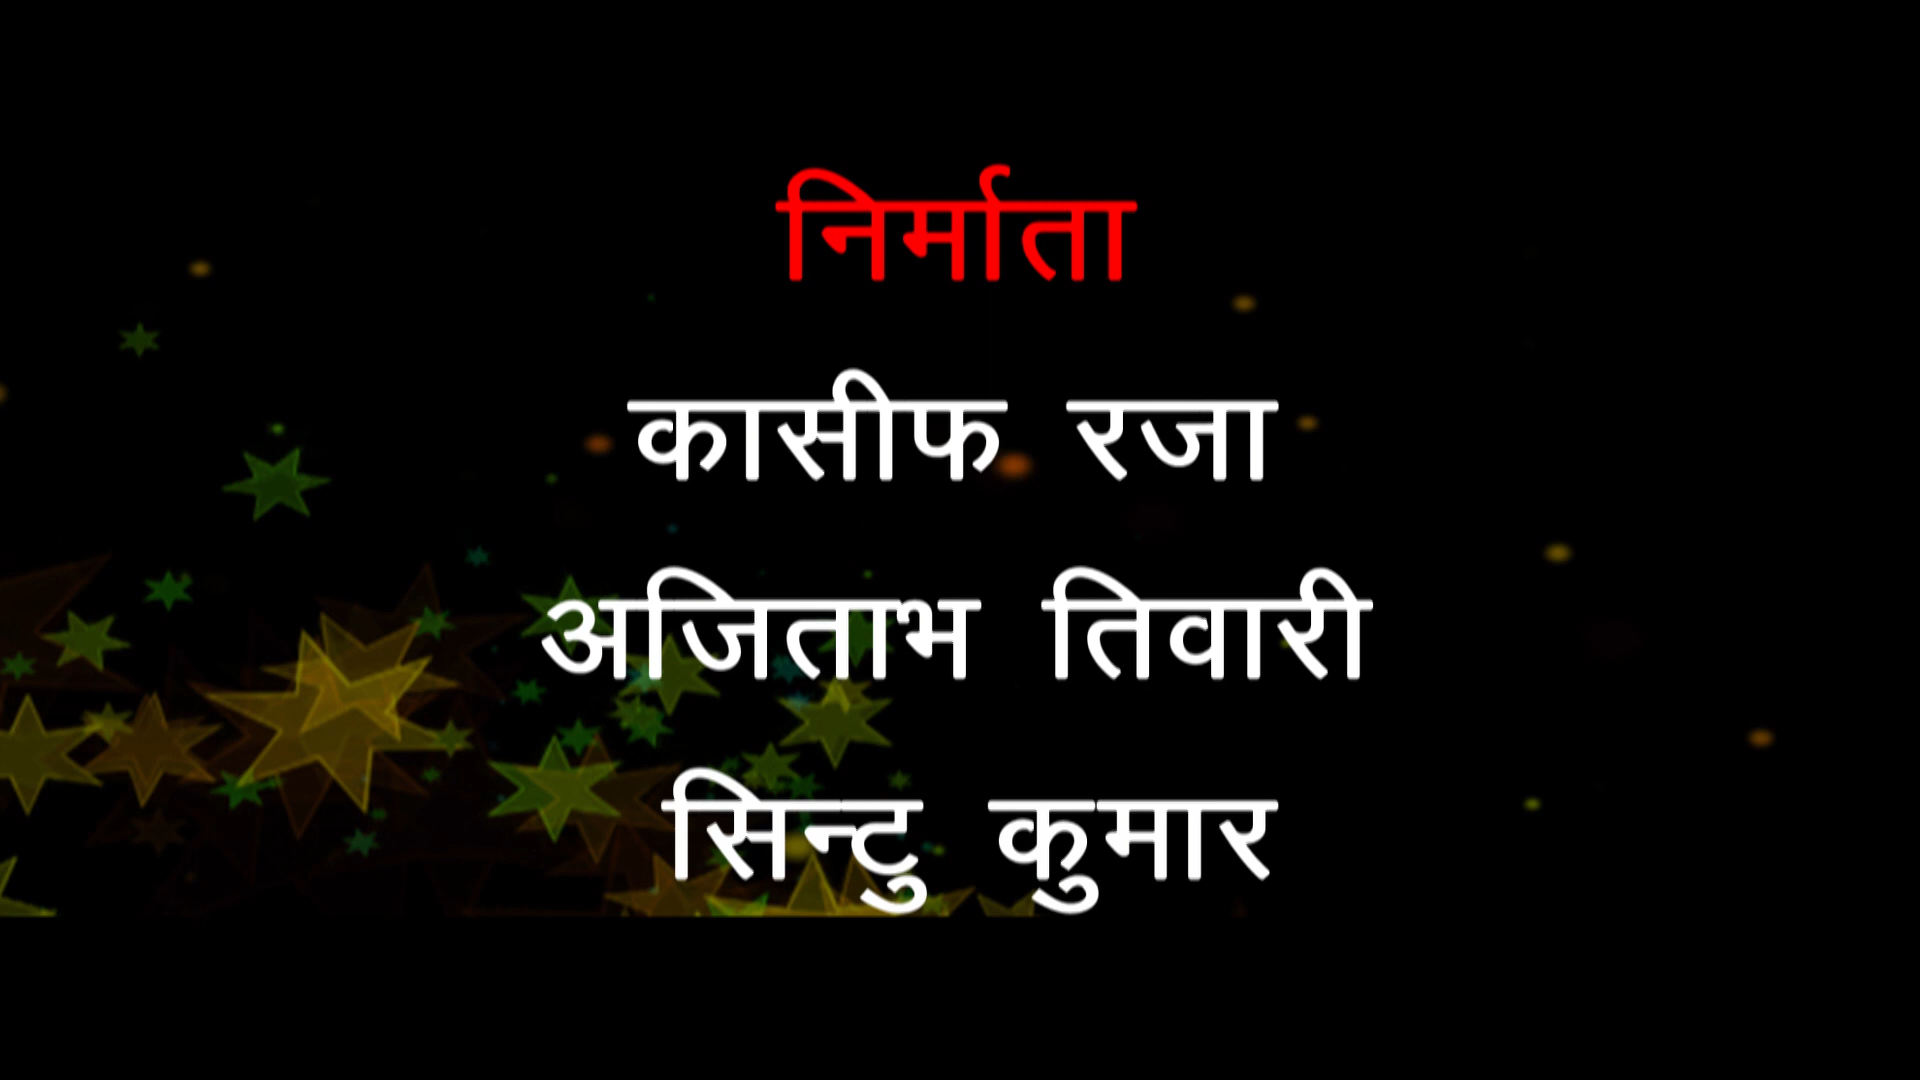 निर्माता
कासीफ रजा
अजिताभ तिवारी
सिन्टु कुमार